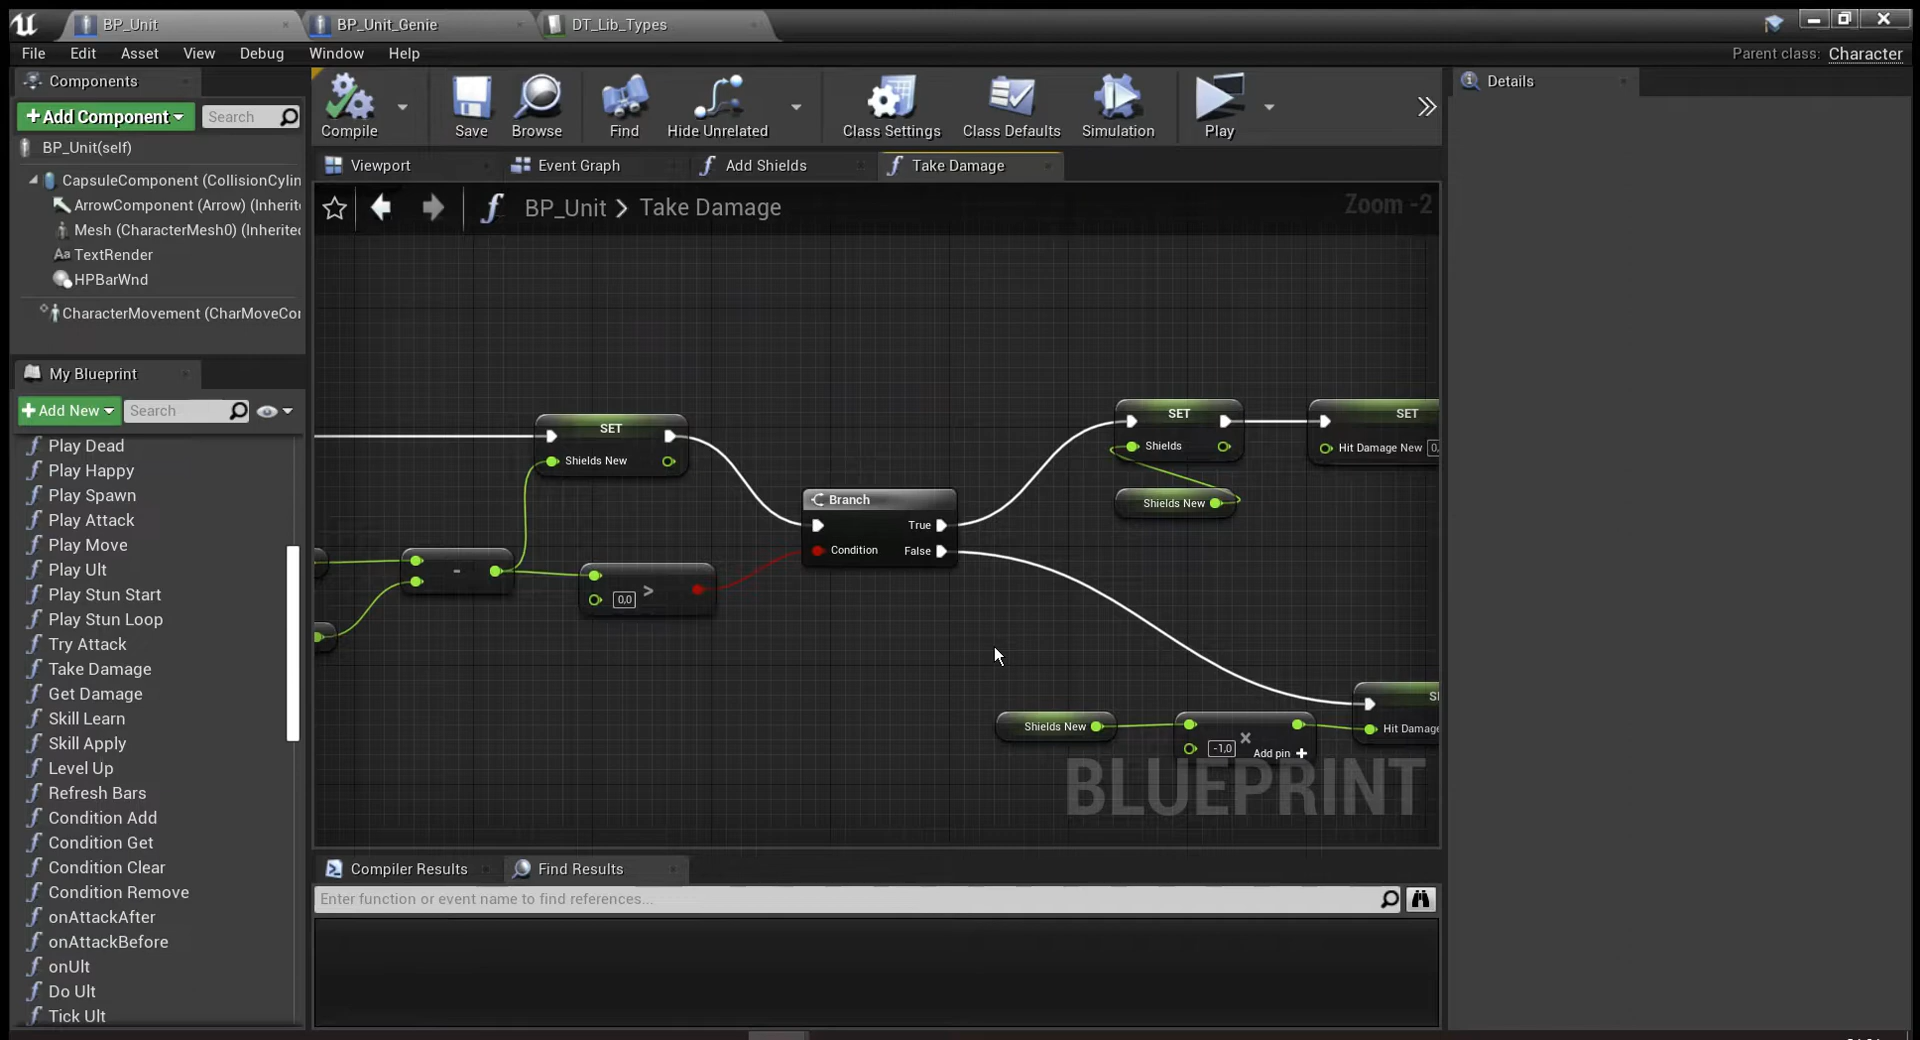 BP_Unit
BP_Unit_Genie
DT_Lib_Types
File Edit Asset View Debug Window Help
Parent class: Character
Components
+Add Component
Search
BP_Unit(self)
CapsuleComponent (CollisionCylin
ArrowComponent (Arrow) (Inherit
Mesh (CharacterMesh0) (Inherited
Aa TextRender
HPBarWnd
CharacterMovement (CharMoveCo
My Blueprint
+Add New
Search
Play Dead
Play Happy
Play Spawn
Play Attack
Play Move
Play Ult
Play Stun Start
Play Stun Loop
Try Attack
Take Damage
Get Damage
Skill Learn
Skill Apply
Level Up
Refresh Bars
Condition Add
Condition Get
Condition Clear
Condition Remove
onAttackAfter
onAttackBefore
onUlt
Do Ult
Tick Ult
Compile
Save
Browse
Find
Hide Unrelated
Class Settings
Class Defaults
Simulation
Play
Viewport
Event Graph
Add Shields
Take Damage
BP_Unit > Take Damage
Zoom -2
SET
Shields New
-
0,0
>
Branch
True
Condition
False
SET
Shields
Shields New
SET
Hit Damage New
Shields New
-1,0
×
Add pin +
Hit Damage
BLUEPRINT
Compiler Results
Find Results
Enter function or event name to find references...
Details